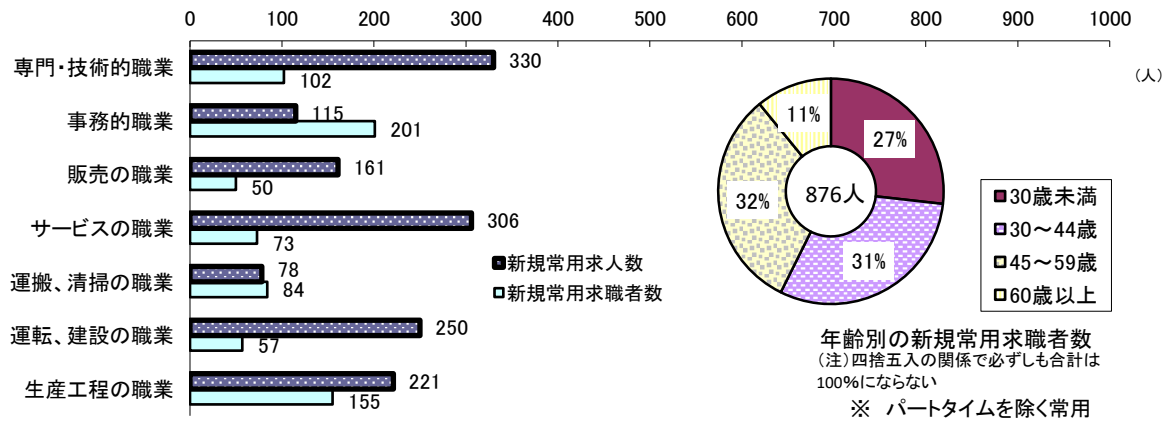 0 100 200 300 400 500 600 700 800 900 1000
(人)
専門・技術的職業 330
102
事務的職業 115
201
販売の職業 161
50
サービスの職業 306
73
運搬、清掃の職業 78
84
運転、建設の職業 250
57
生産工程の職業 221
155
新規常用求人数
新規常用求職者数
11%
27%
32%
876人
31%
30歳未満
30～44歳
45～59歳
60歳以上
年齢別の新規常用求職者数
(注)四捨五入の関係で必ずしも合計は
100%にならない
※ パートタイムを除く常用